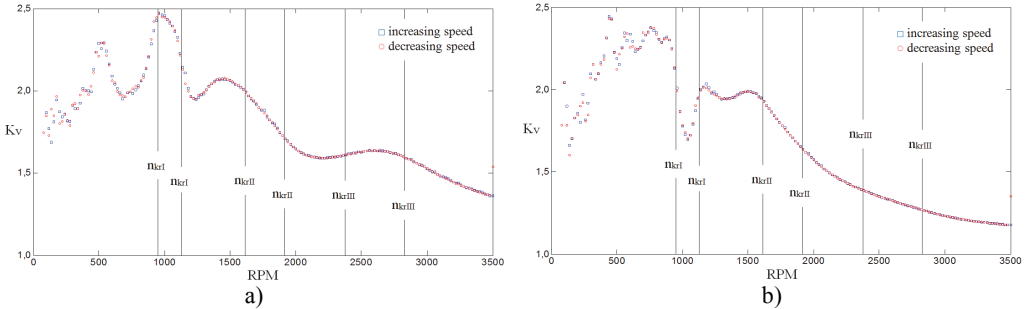 2,5
2,0
1,5
1,0
Kv
increasing speed
decreasing speed
nkrI
nkrI
nkrII
nkrII
nkrIII
nkrIII
0 500 1000 1500 2000 2500 3000 3500
RPM
a)
2,5
2,0
1,5
1,0
Kv
increasing speed
decreasing speed
nkrI
nkrI
nkrII
nkrII
nkrIII
nkrIII
0 500 1000 1500 2000 2500 3000 3500
RPM
b)